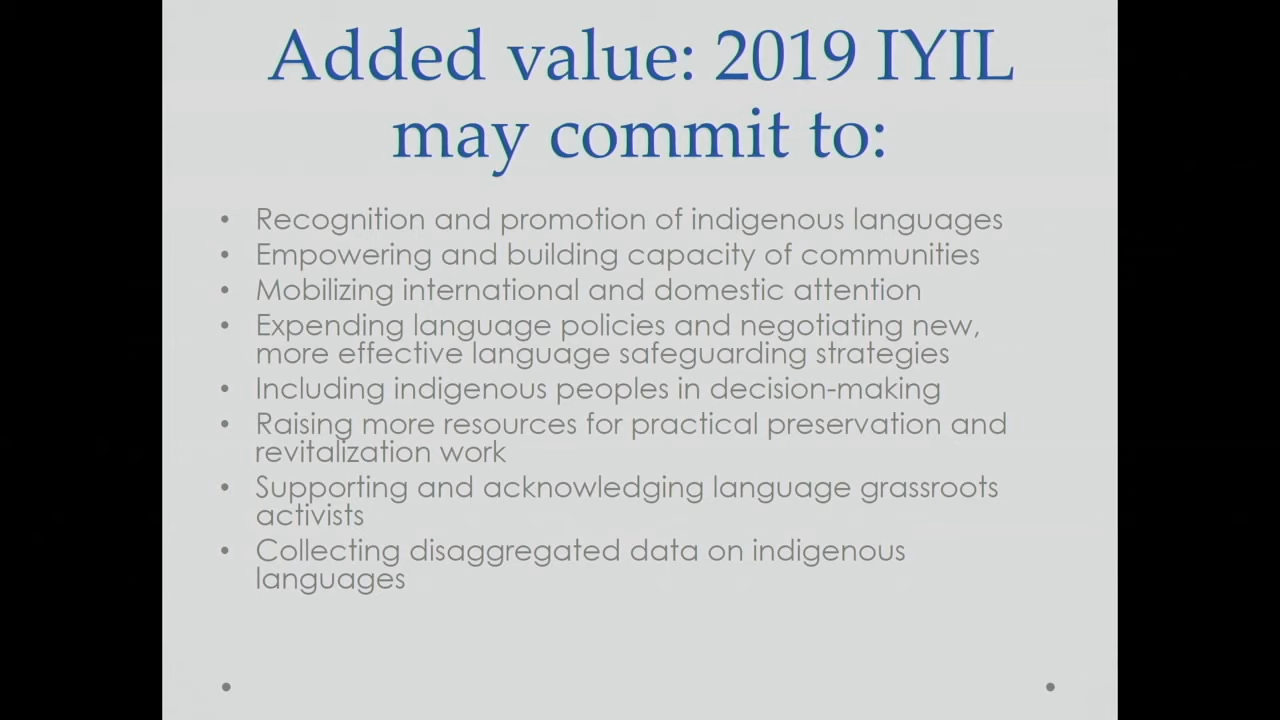 Added value: 2019 IYIL
may commit to:
• Recognition and promotion of indigenous languages
• Empowering and building capacity of communities
• Mobilizing international and domestic attention
• Expending language policies and negotiating new,
more effective language safeguarding strategies
• Including indigenous peoples in decision-making
• Raising more resources for practical preservation and
revitalization work
• Supporting and acknowledging language grassroots
activists
• Collecting disaggregated data on indigenous
languages